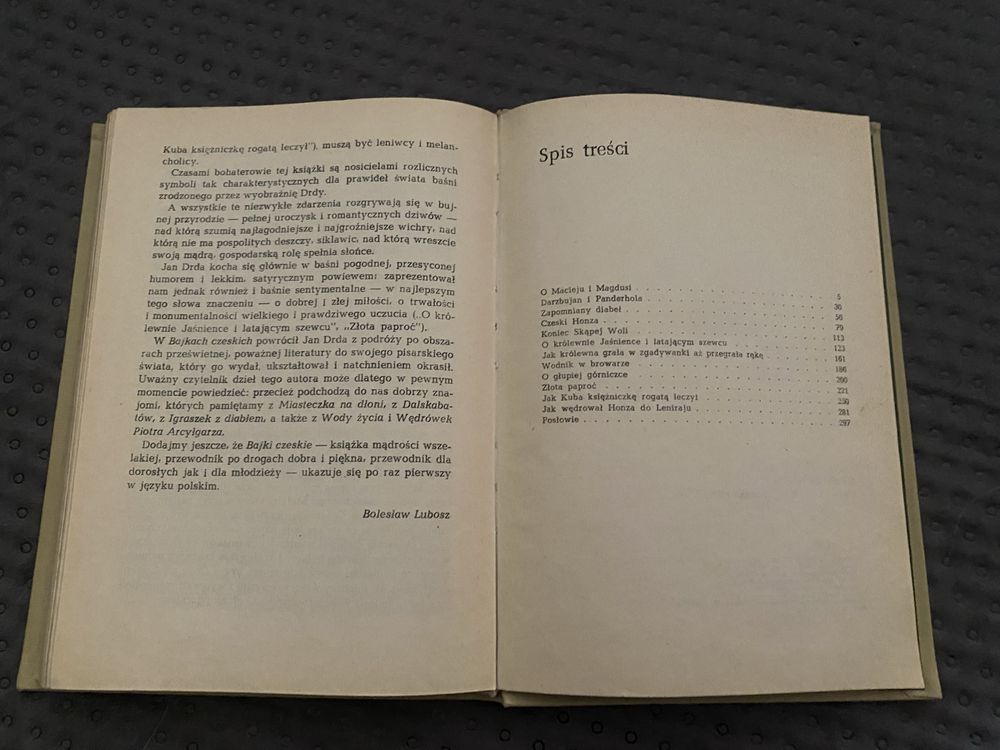 Kuba księżniczkę rogatą leczył"), muszą być leniwcy i melan-
cholicy.
Czasami bohaterowie tej książki są nosicielami rozlicznych
symboli tak charakterystycznych dla prawideł świata baśni
zrodzonego przez wyobraźnię Drdy.
A wszystkie te niezwykłe zdarzenia rozgrywają się w buj-
nej przyrodzie — pełnej uroczysk i romantycznych dziwów —
nad którą szumią najłagodniejsze i najgroźniejsze wichry, nad
którą nie ma pospolitych deszczy, siklawic, nad którą wreszcie
swoją mądrą, gospodarską rolę spełnia słońce.
Jan Drda kocha się głównie w baśni pogodnej, przesyconej
humorem i lekkim, satyrycznym powiewem; zaprezentował
nam jednak również i baśnie sentymentalne — w najlepszym
tego słowa znaczeniu — o dobrej i złej miłości, o trwałości
i monumentalności wielkiego i prawdziwego uczucia („O kró-
lewnie Jaśnience i latającym szewcu", „Złota paproć").
W Bajkach czeskich powrócił Jan Drda z podróży po obsza-
rach prześwietnej, poważnej literatury do swojego pisarskiego
świata, który go wydał, ukształtował i natchnieniem okrasił.
Uważny czytelnik dzieł tego autora może dlatego w pewnym
momencie powiedzieć: przecież podchodzą do nas dobrzy zna-
jomi, których pamiętamy z Miasteczka na dłoni, z Dalskaba-
tów, z Igraszek z diabłem, a także z Wody życia i Wędrówek
Piotra Arcyłgarza.
Dodajmy jeszcze, że Bajki czeskie — książka mądrości wsze-
lakiej, przewodnik po drogach dobra i piękna, przewodnik dla
dorosłych jak i dla młodzieży — ukazuje się po raz pierwszy
w języku polskim.
Bolesław Lubosz
Spis treści
O Macieju i Magdusi . . . . . . . . . . . . . . 5
Darzbujan i Panderhola . . . . . . . . . . . . . . 30
Zapomniany diabeł . . . . . . . . . . . . . . 56
Czeski Honza . . . . . . . . . . . . . . 79
Koniec Skąpej Woli . . . . . . . . . . . . . . 113
O królewnie Jaśnience i latającym szewcu . . . . . . . . . . 123
Jak królewna grała w zgadywanki aż przegrała rękę . . . . . . 161
Wodnik w browarze . . . . . . . . . . . . . . 186
O głupiej górniczce . . . . . . . . . . . . . . 200
Złota paproć . . . . . . . . . . . . . . 221
Jak Kuba księżniczkę rogatą leczył . . . . . . . . . . . . 250
Jak wędrował Honza do Leniraju . . . . . . . . . . . . 281
Posłowie . . . . . . . . . . . . . . 297